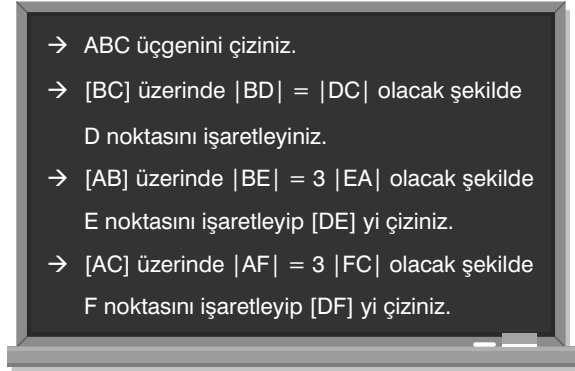 → ABC üçgenini çiziniz.
→ [BC] üzerinde |BD| = |DC| olacak şekilde
D noktasını işaretleyiniz.
→ [AB] üzerinde |BE| = 3 |EA| olacak şekilde
E noktasını işaretleyip [DE] yi çiziniz.
→ [AC] üzerinde |AF| = 3 |FC| olacak şekilde
F noktasını işaretleyip [DF] yi çiziniz.